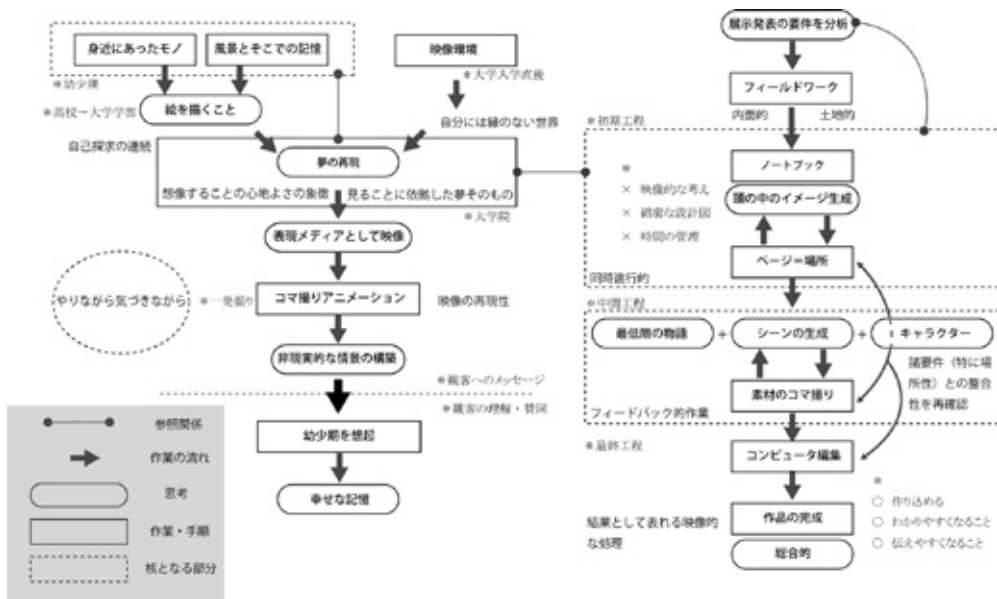 身近にあったモノ
風景とそこでの記憶
映像環境
＊幼少期
＊大学入学直後
＊高校〜大学学部
絵を描くこと
自分には縁のない世界
自己探求の連続
夢の再現
想像することの心地よさの象徴
見ることに依拠した夢そのもの
＊大学院
表現メディアとして映像
やりながら気づきながら
＊一発撮り
コマ撮りアニメーション
映像の再現性
非現実的な情景の構築
＊観客へのメッセージ
＊観客の理解・賛同
幼少期を想起
幸せな記憶
参照関係
作業の流れ
思考
作業・手順
核となる部分
展示発表の要件を分析
フィールドワーク
内面的
土地的
＊初期工程
ノートブック
頭の中のイメージ生成
＊
× 映像的な考え
× 綿密な設計図
× 時間の管理
ページ＝場所
同時進行的
＊中間工程
最低限の物語
+
シーンの生成
+
キャラクター
素材のコマ撮り
諸要件（特に場
所性）との整合
性を再確認
フィードバック的作業
＊最終工程
コンピュータ編集
作品の完成
総合的
結果として表れる映像的
な処理
＊
○ 作り込める
○ わかりやすくなること
○ 伝えやすくなること